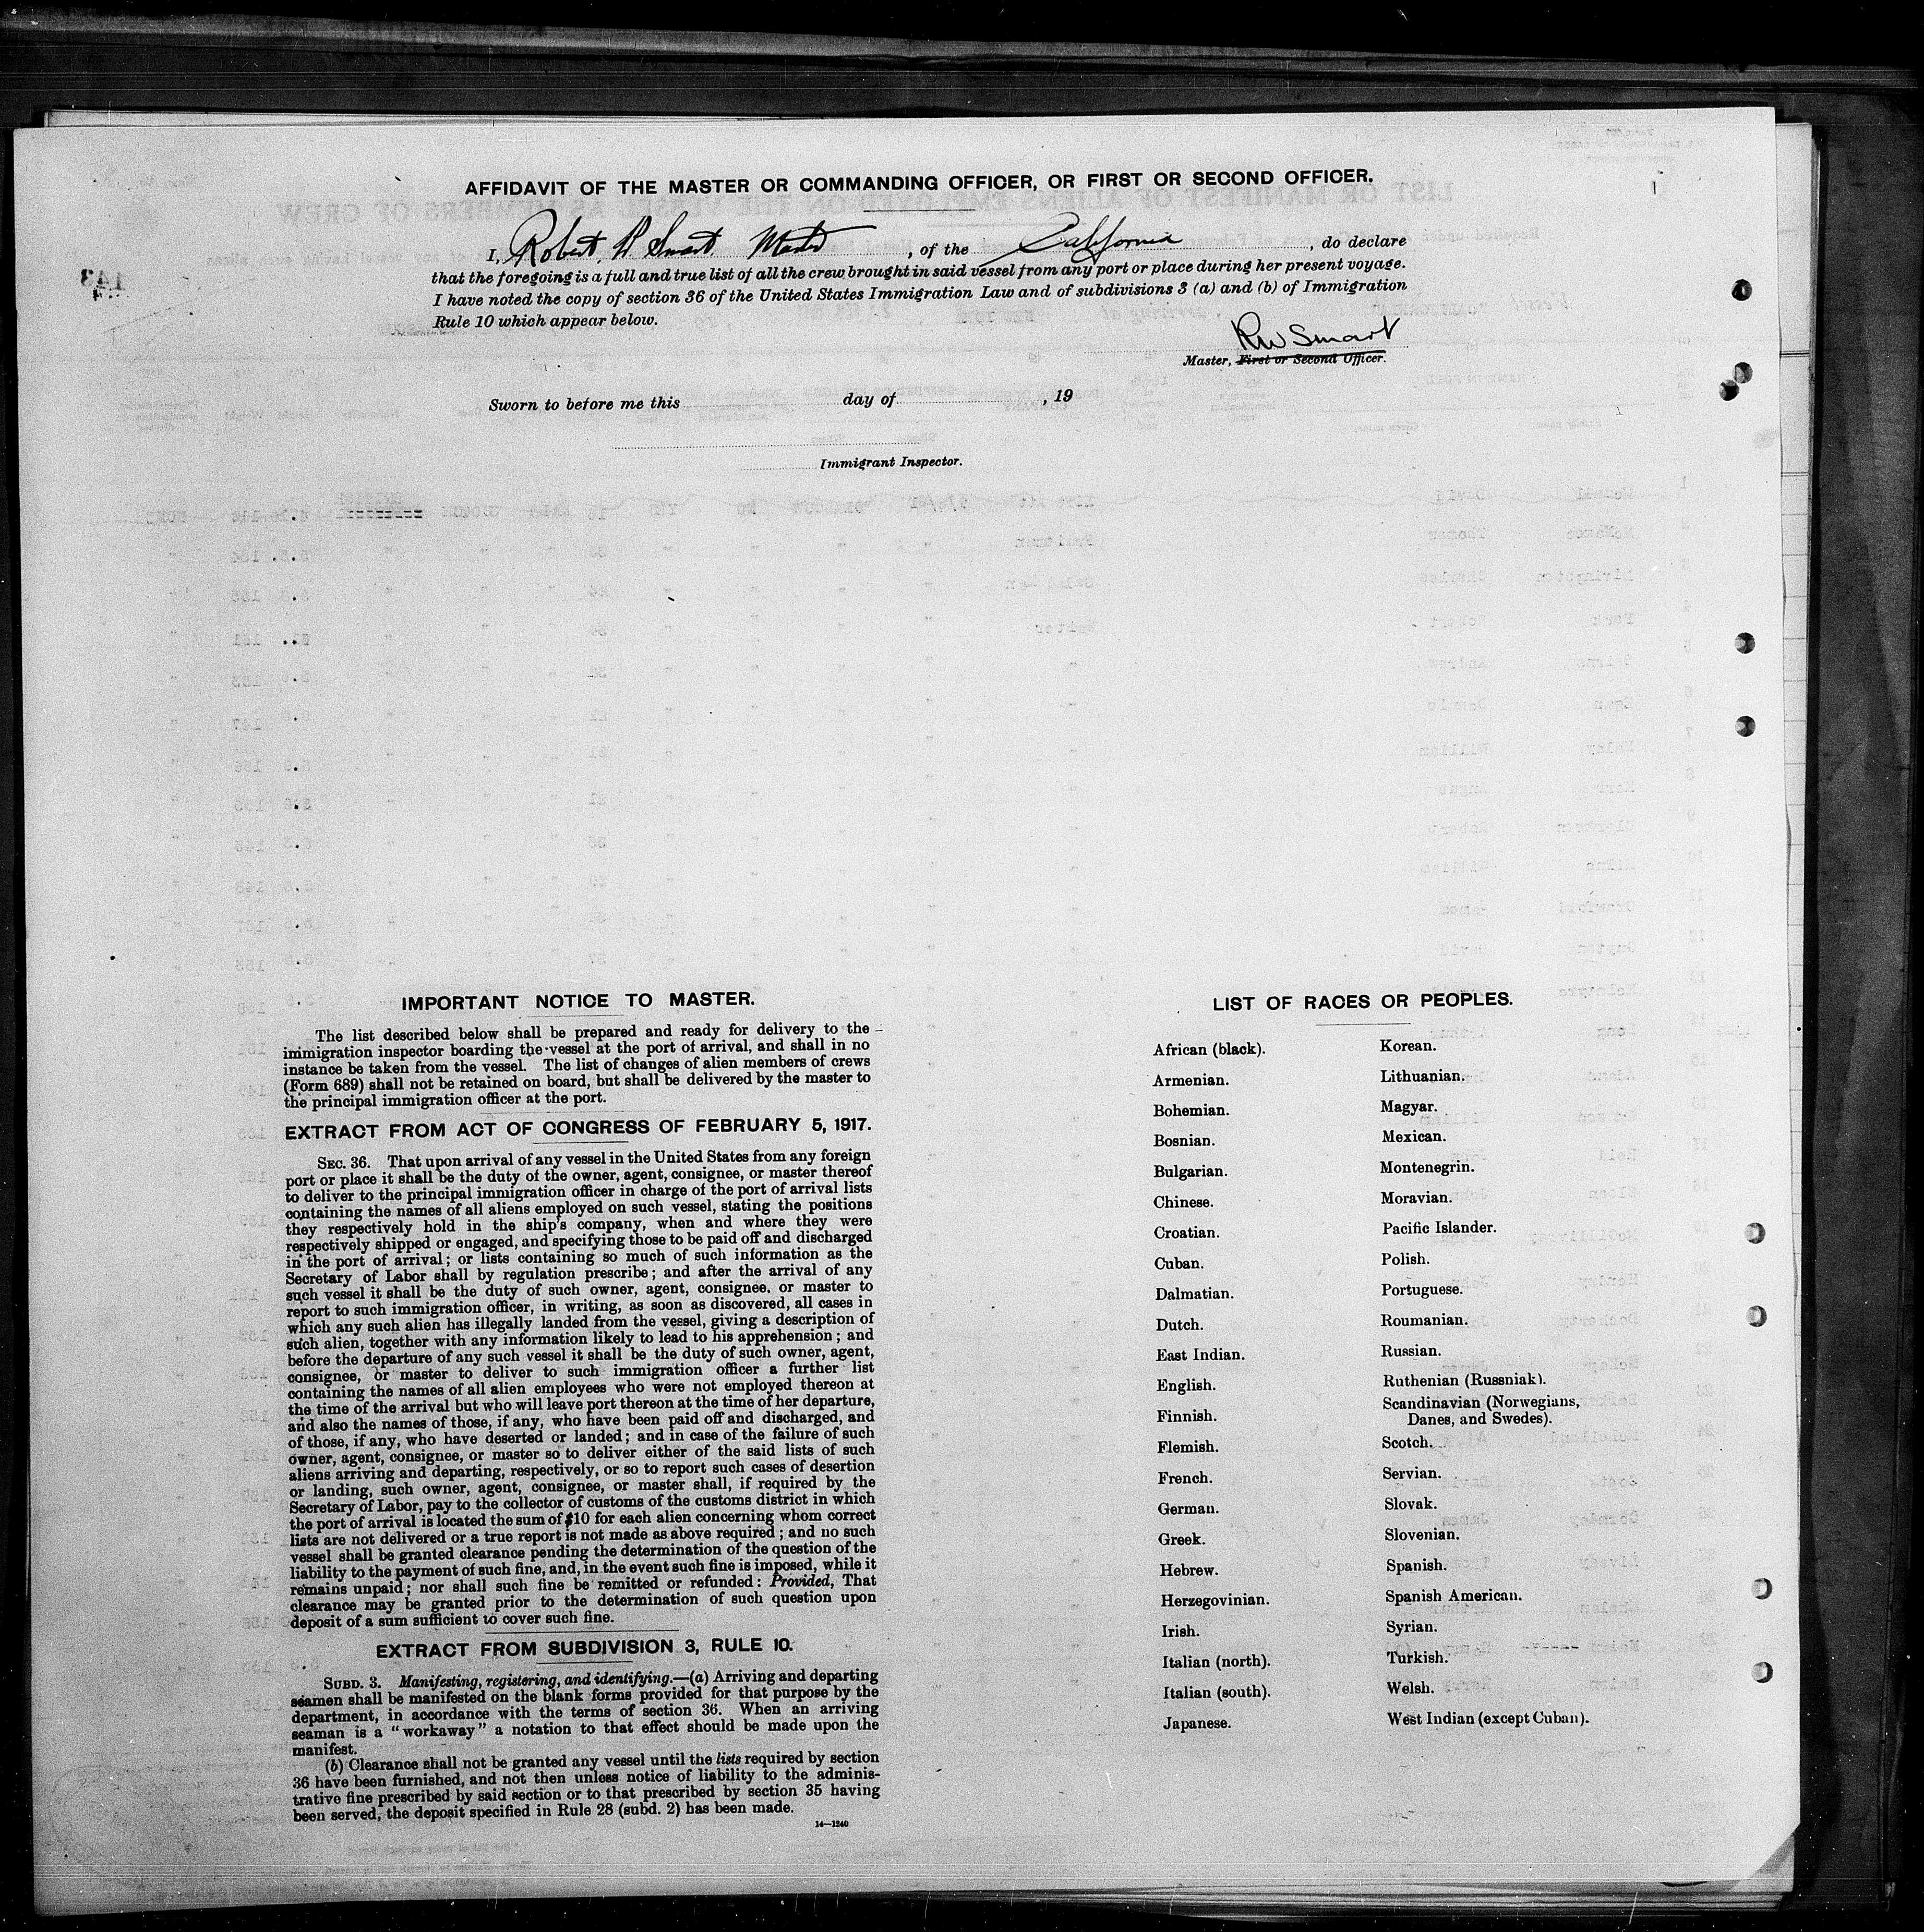 AFFIDAVIT OF THE MASTER OR COMMANDING OFFICER, OR FIRST OR SECOND OFFICER.
I, Robert W Smart Master, of the California, do declare
that the foregoing is a full and true list of all the crew brought in said vessel from any port or place during her present voyage.
I have noted the copy of section 36 of the United States Immigration Law and of subdivisions 3 (a) and (b) of Immigration
Rule 10 which appear below.
RW Smart
Master, First or Second Officer.
Sworn to before me this day of , 19
Immigrant Inspector.
IMPORTANT NOTICE TO MASTER.
The list described below shall be prepared and ready for delivery to the
immigration inspector boarding the vessel at the port of arrival, and shall in no
instance be taken from the vessel. The list of changes of alien members of crews
(Form 689) shall not be retained on board, but shall be delivered by the master to
the principal immigration officer at the port.
EXTRACT FROM ACT OF CONGRESS OF FEBRUARY 5, 1917.
SEC. 36. That upon arrival of any vessel in the United States from any foreign
port or place it shall be the duty of the owner, agent, consignee, or master thereof
to deliver to the principal immigration officer in charge of the port of arrival lists
containing the names of all aliens employed on such vessel, stating the positions
they respectively hold in the ship's company, when and where they were
respectively shipped or engaged, and specifying those to be paid off and discharged
in the port of arrival; or lists containing so much of such information as the
Secretary of Labor shall by regulation prescribe; and after the arrival of any
such vessel it shall be the duty of such owner, agent, consignee, or master to
report to such immigration officer, in writing, as soon as discovered, all cases in
which any such alien has illegally landed from the vessel, giving a description of
such alien, together with any information likely to lead to his apprehension; and
before the departure of any such vessel it shall be the duty of such owner, agent,
consignee, or master to deliver to such immigration officer a further list
containing the names of all alien employees who were not employed thereon at
the time of the arrival but who will leave port thereon at the time of her departure,
and also the names of those, if any, who have been paid off and discharged, and
of those, if any, who have deserted or landed; and in case of the failure of such
owner, agent, consignee, or master so to deliver either of the said lists of such
aliens arriving and departing, respectively, or so to report such cases of desertion
or landing, such owner, agent, consignee, or master shall, if required by the
Secretary of Labor, pay to the collector of customs of the customs district in which
the port of arrival is located the sum of $10 for each alien concerning whom correct
lists are not delivered or a true report is not made as above required; and no such
vessel shall be granted clearance pending the determination of the question of the
liability to the payment of such fine, and, in the event such fine is imposed, while it
remains unpaid; nor shall such fine be remitted or refunded: Provided, That
clearance may be granted prior to the determination of such question upon
deposit of a sum sufficient to cover such fine.
EXTRACT FROM SUBDIVISION 3, RULE 10.
SUBD. 3. Manifesting, registering, and identifying.—(a) Arriving and departing
seamen shall be manifested on the blank forms provided for that purpose by the
department, in accordance with the terms of section 36. When an arriving
seaman is a "workaway" a notation to that effect should be made upon the
manifest.
(b) Clearance shall not be granted any vessel until the lists required by section
36 have been furnished, and not then unless notice of liability to the adminis-
trative fine prescribed by said section or to that prescribed by section 35 having
been served, the deposit specified in Rule 28 (subd. 2) has been made.
14—1240
LIST OF RACES OR PEOPLES.
African (black).
Armenian.
Bohemian.
Bosnian.
Bulgarian.
Chinese.
Croatian.
Cuban.
Dalmatian.
Dutch.
East Indian.
English.
Finnish.
Flemish.
French.
German.
Greek.
Hebrew.
Herzegovinian.
Irish.
Italian (north).
Italian (south).
Japanese.
Korean.
Lithuanian.
Magyar.
Mexican.
Montenegrin.
Moravian.
Pacific Islander.
Polish.
Portuguese.
Roumanian.
Russian.
Ruthenian (Russniak).
Scandinavian (Norwegians,
Danes, and Swedes).
Scotch.
Servian.
Slovak.
Slovenian.
Spanish.
Spanish American.
Syrian.
Turkish.
Welsh.
West Indian (except Cuban).